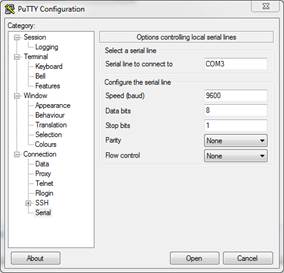 PuTTY Configuration
Category:
Session
Logging
Terminal
Keyboard
Bell
Features
Window
Appearance
Behaviour
Translation
Selection
Colours
Connection
Data
Proxy
Telnet
Rlogin
SSH
Serial
Options controlling local serial lines
Select a serial line
Serial line to connect to COM3
Configure the serial line
Speed (baud) 9600
Data bits 8
Stop bits 1
Parity None
Flow control None
About
Open
Cancel